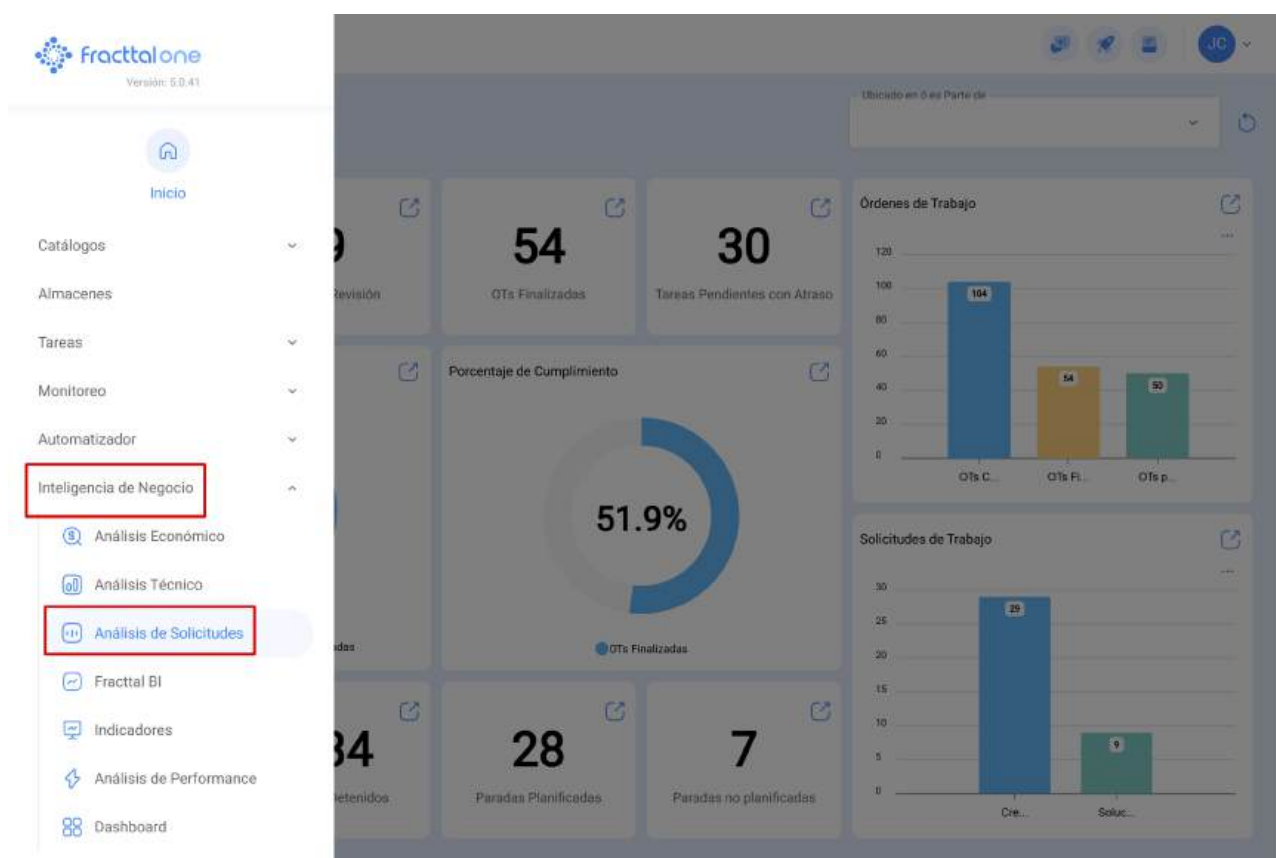 fracttal one
Versión: 5.0.41
Inicio
Catálogos
Almacenes
Tareas
Monitoreo
Automatizador
Inteligencia de Negocio
Análisis Económico
Análisis Técnico
Análisis de Solicitudes
Fracttal BI
Indicadores
Análisis de Performance
Dashboard
JC
Ubicado en ó es Parte de
9
Revisión
54
OTs Finalizadas
30
Tareas Pendientes con Atraso
Órdenes de Trabajo
...
120
100
80
60
40
20
0
104
54
50
OTs C...
OTs Fi...
OTs p...
Porcentaje de Cumplimiento
51.9%
OTs Finalizadas
Solicitudes de Trabajo
...
30
25
20
15
10
5
0
29
9
Cre...
Soluc...
34
28
Paradas Planificadas
7
Paradas no planificadas